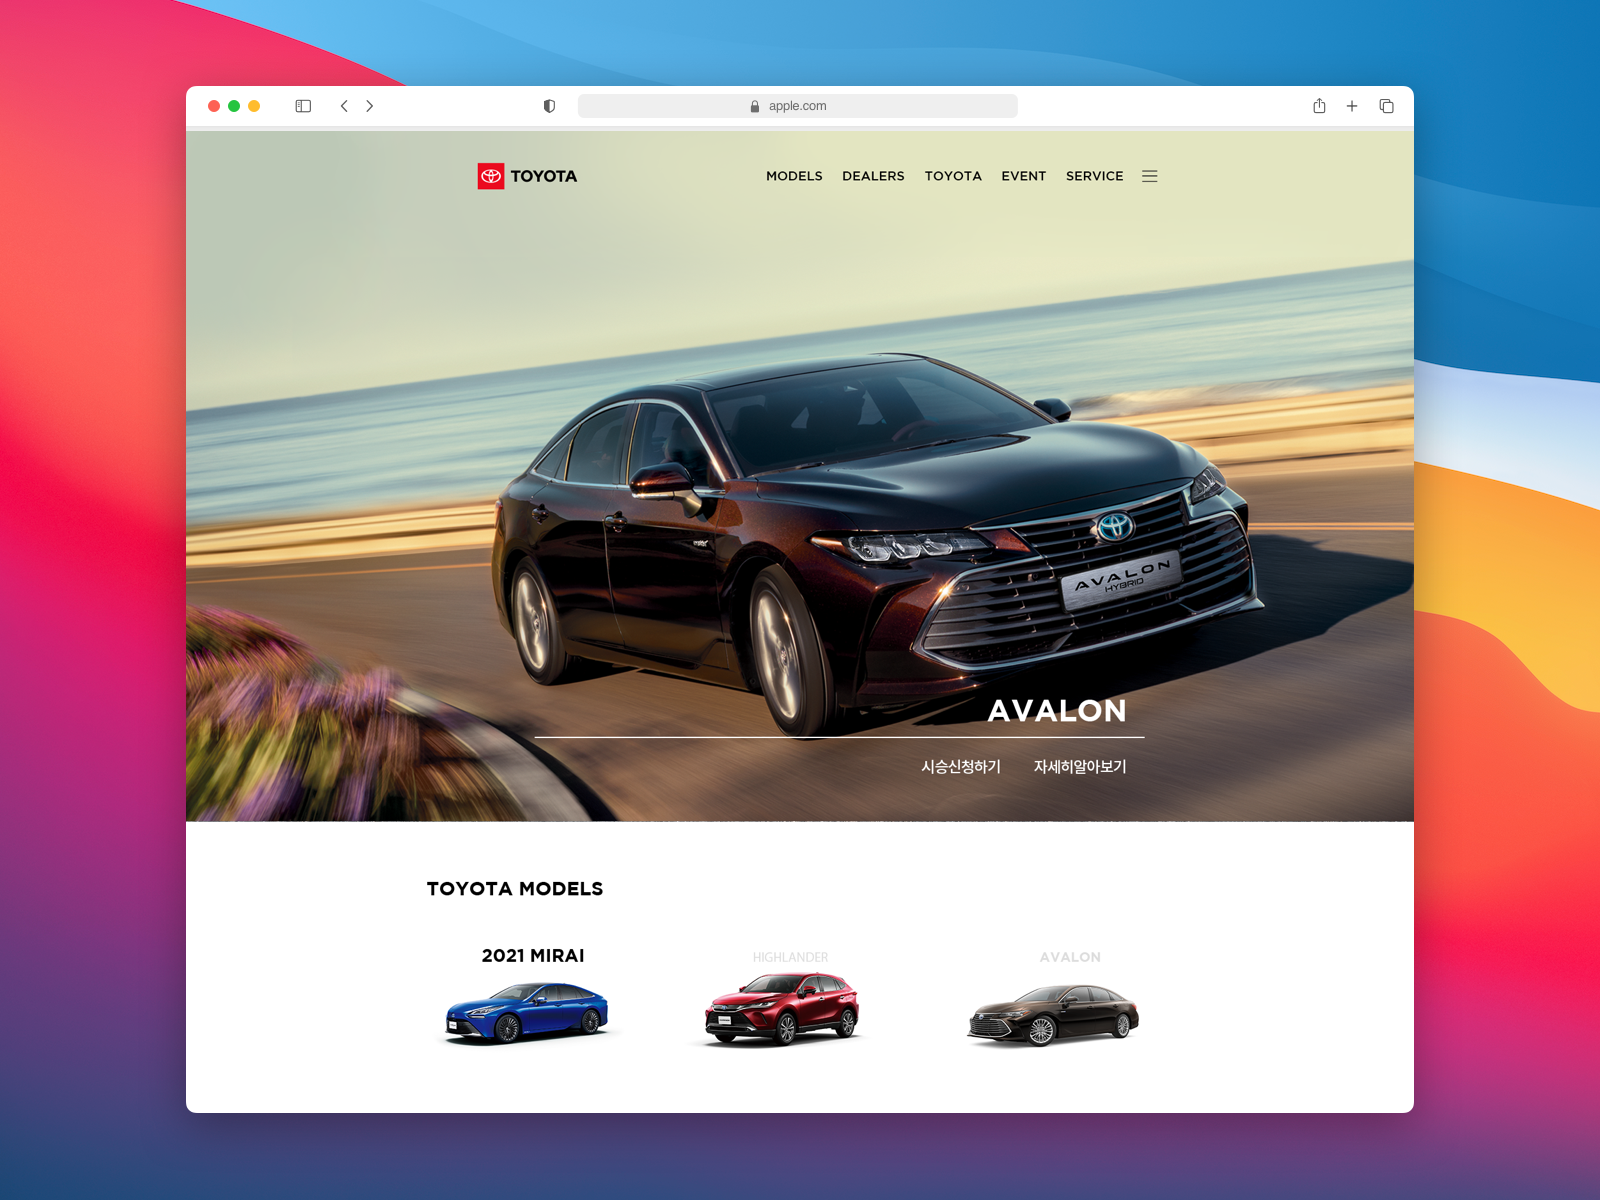 apple.com
TOYOTA MODELS DEALERS TOYOTA EVENT SERVICE
AVALON
HYBRID
AVALON
시승신청하기 자세히알아보기
TOYOTA MODELS
2021 MIRAI HIGHLANDER AVALON